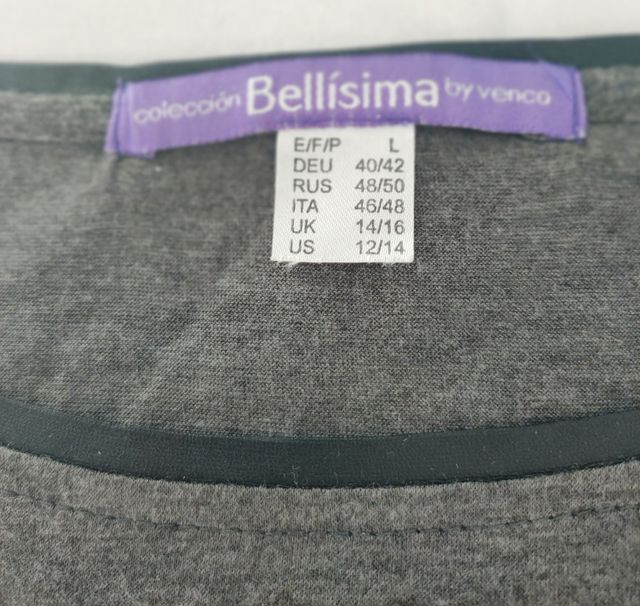 colección Bellísima by venca
E/F/P L
DEU 40/42
RUS 48/50
ITA 46/48
UK 14/16
US 12/14